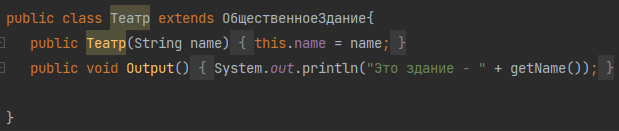 public class Театр extends ОбщественноеЗдание{
public Театр(String name) { this.name = name; }
public void Output() { System.out.println("Это здание - " + getName()); }
}